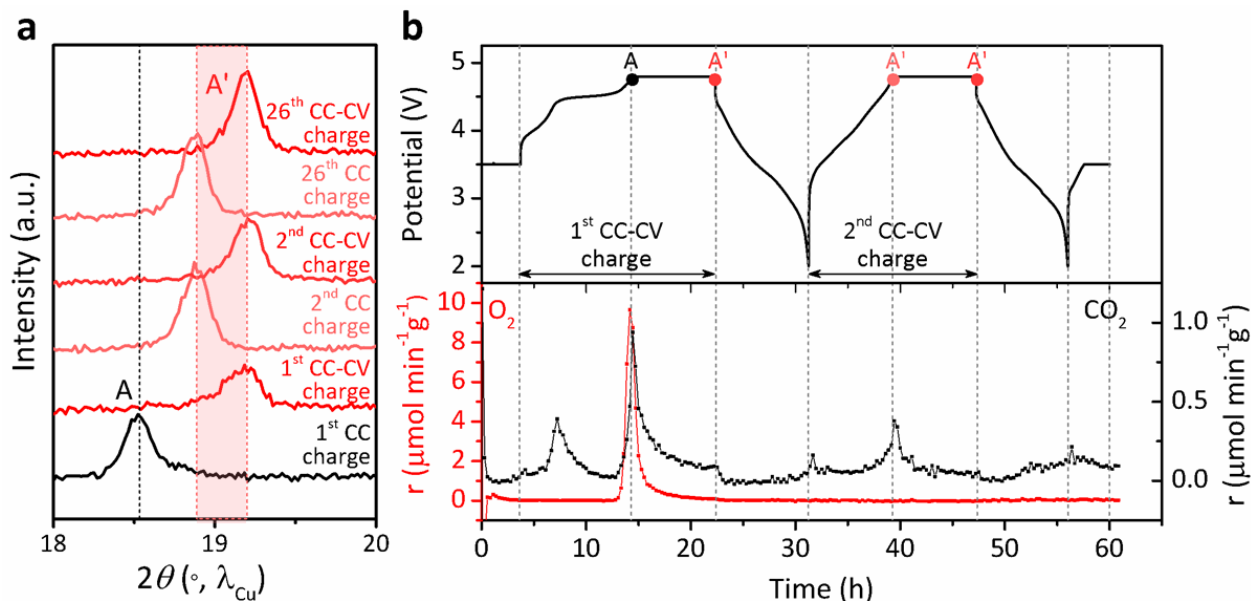 a
A'
26th CC-CV
charge
26th CC
charge
2nd CC-CV
charge
2nd CC
charge
A
1st CC-CV
charge
1st CC
charge
Intensity (a.u.)
18
19
20
2θ (°, λCu)
b
A
A'
A'
A'
5
4
3
2
Potential (V)
1st CC-CV
charge
2nd CC-CV
charge
O2
CO2
10
8
6
4
2
0
r (μmol min-1g-1)
1.0
0.5
0.0
r (μmol min-1g-1)
0
10
20
30
40
50
60
Time (h)